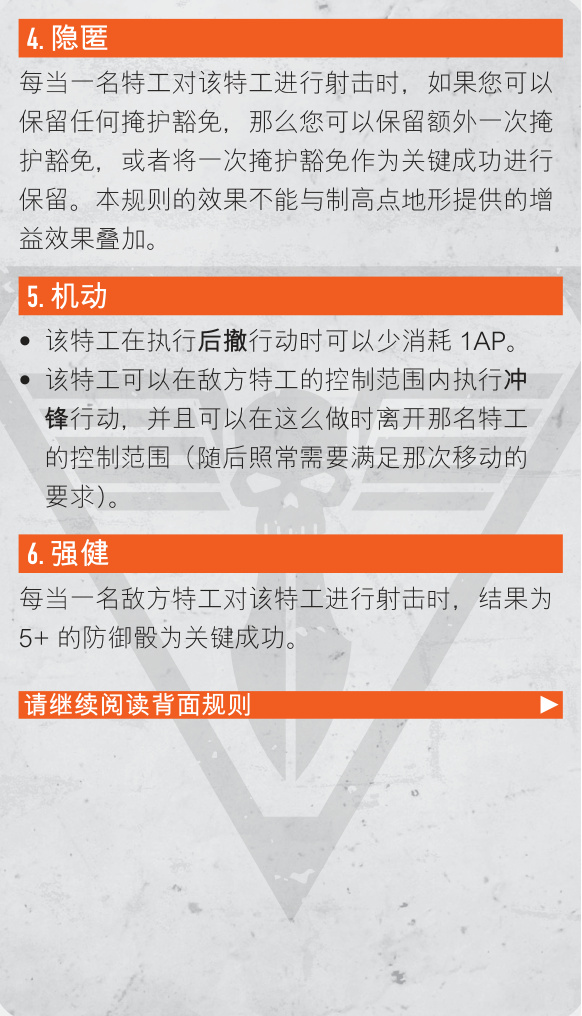 4. 隐匿
每当一名特工对该特工进行射击时，如果您可以
保留任何掩护豁免，那么您可以保留额外一次掩
护豁免，或者将一次掩护豁免作为关键成功进行
保留。本规则的效果不能与制高点地形提供的增
益效果叠加。
5. 机动
• 该特工在执行后撤行动时可以少消耗 1AP。
• 该特工可以在敌方特工的控制范围内执行冲
锋行动，并且可以在这么做时离开那名特工
的控制范围（随后照常需要满足那次移动的
要求）。
6. 强健
每当一名敌方特工对该特工进行射击时，结果为
5+ 的防御骰为关键成功。
请继续阅读背面规则 ▶